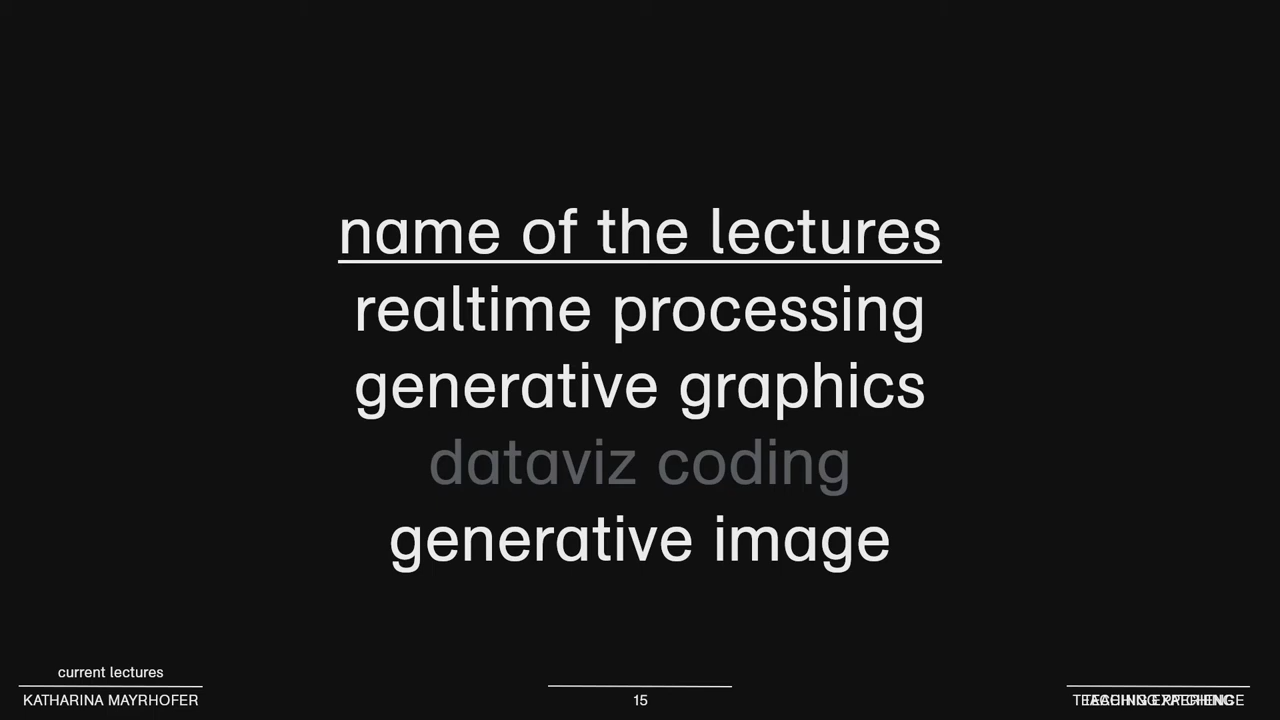 name of the lectures
realtime processing
generative graphics
dataviz coding
generative image
current lectures
KATHARINA MAYRHOFER
15